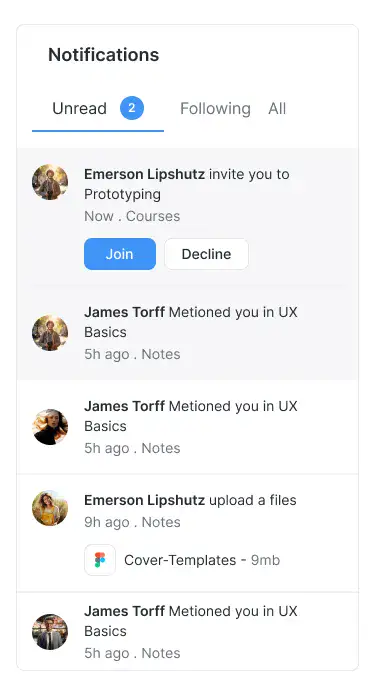 Notifications
Unread 2 Following All
Emerson Lipshutz invite you to
Prototyping
Now . Courses
Join Decline
James Torff Metioned you in UX
Basics
5h ago . Notes
James Torff Metioned you in UX
Basics
5h ago . Notes
Emerson Lipshutz upload a files
9h ago . Notes
Cover-Templates - 9mb
James Torff Metioned you in UX
Basics
5h ago . Notes